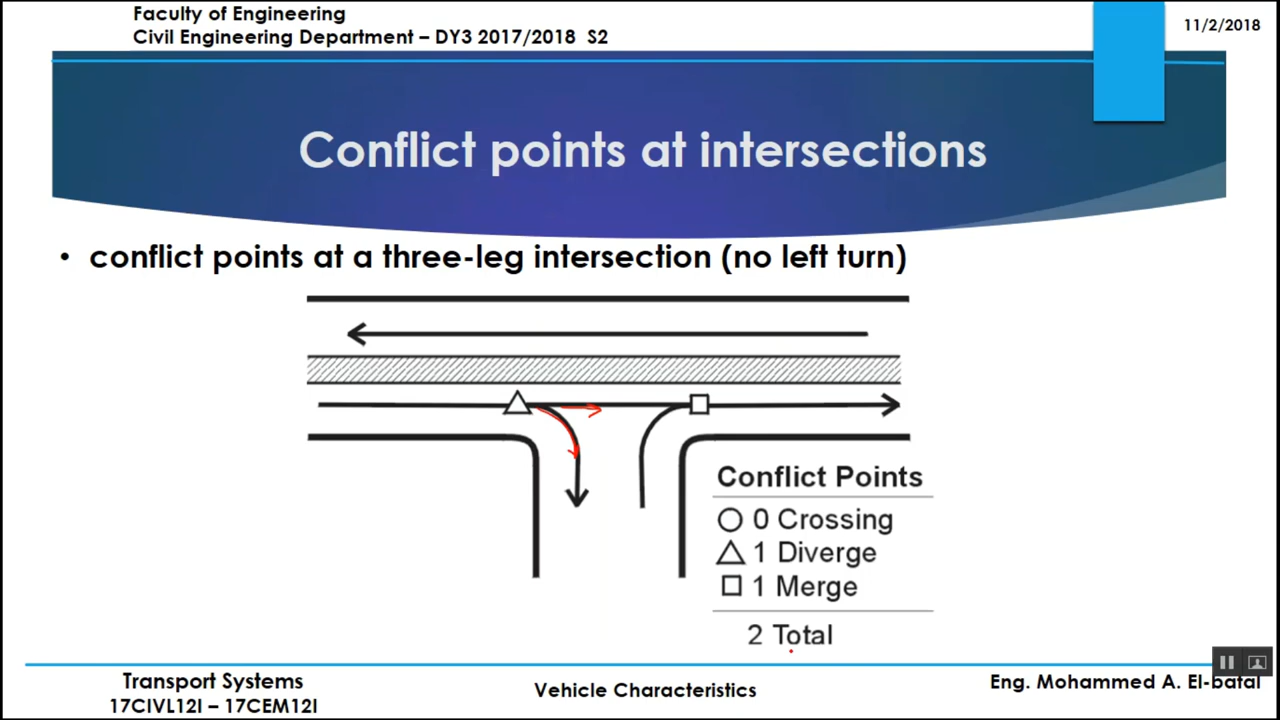 Faculty of Engineering
Civil Engineering Department – DY3 2017/2018 S2
11/2/2018
Conflict points at intersections
• conflict points at a three-leg intersection (no left turn)
Conflict Points
0 Crossing
1 Diverge
1 Merge
2 Total
Transport Systems
17CIVL12I – 17CEM12I
Vehicle Characteristics
Eng. Mohammed A. El-batal